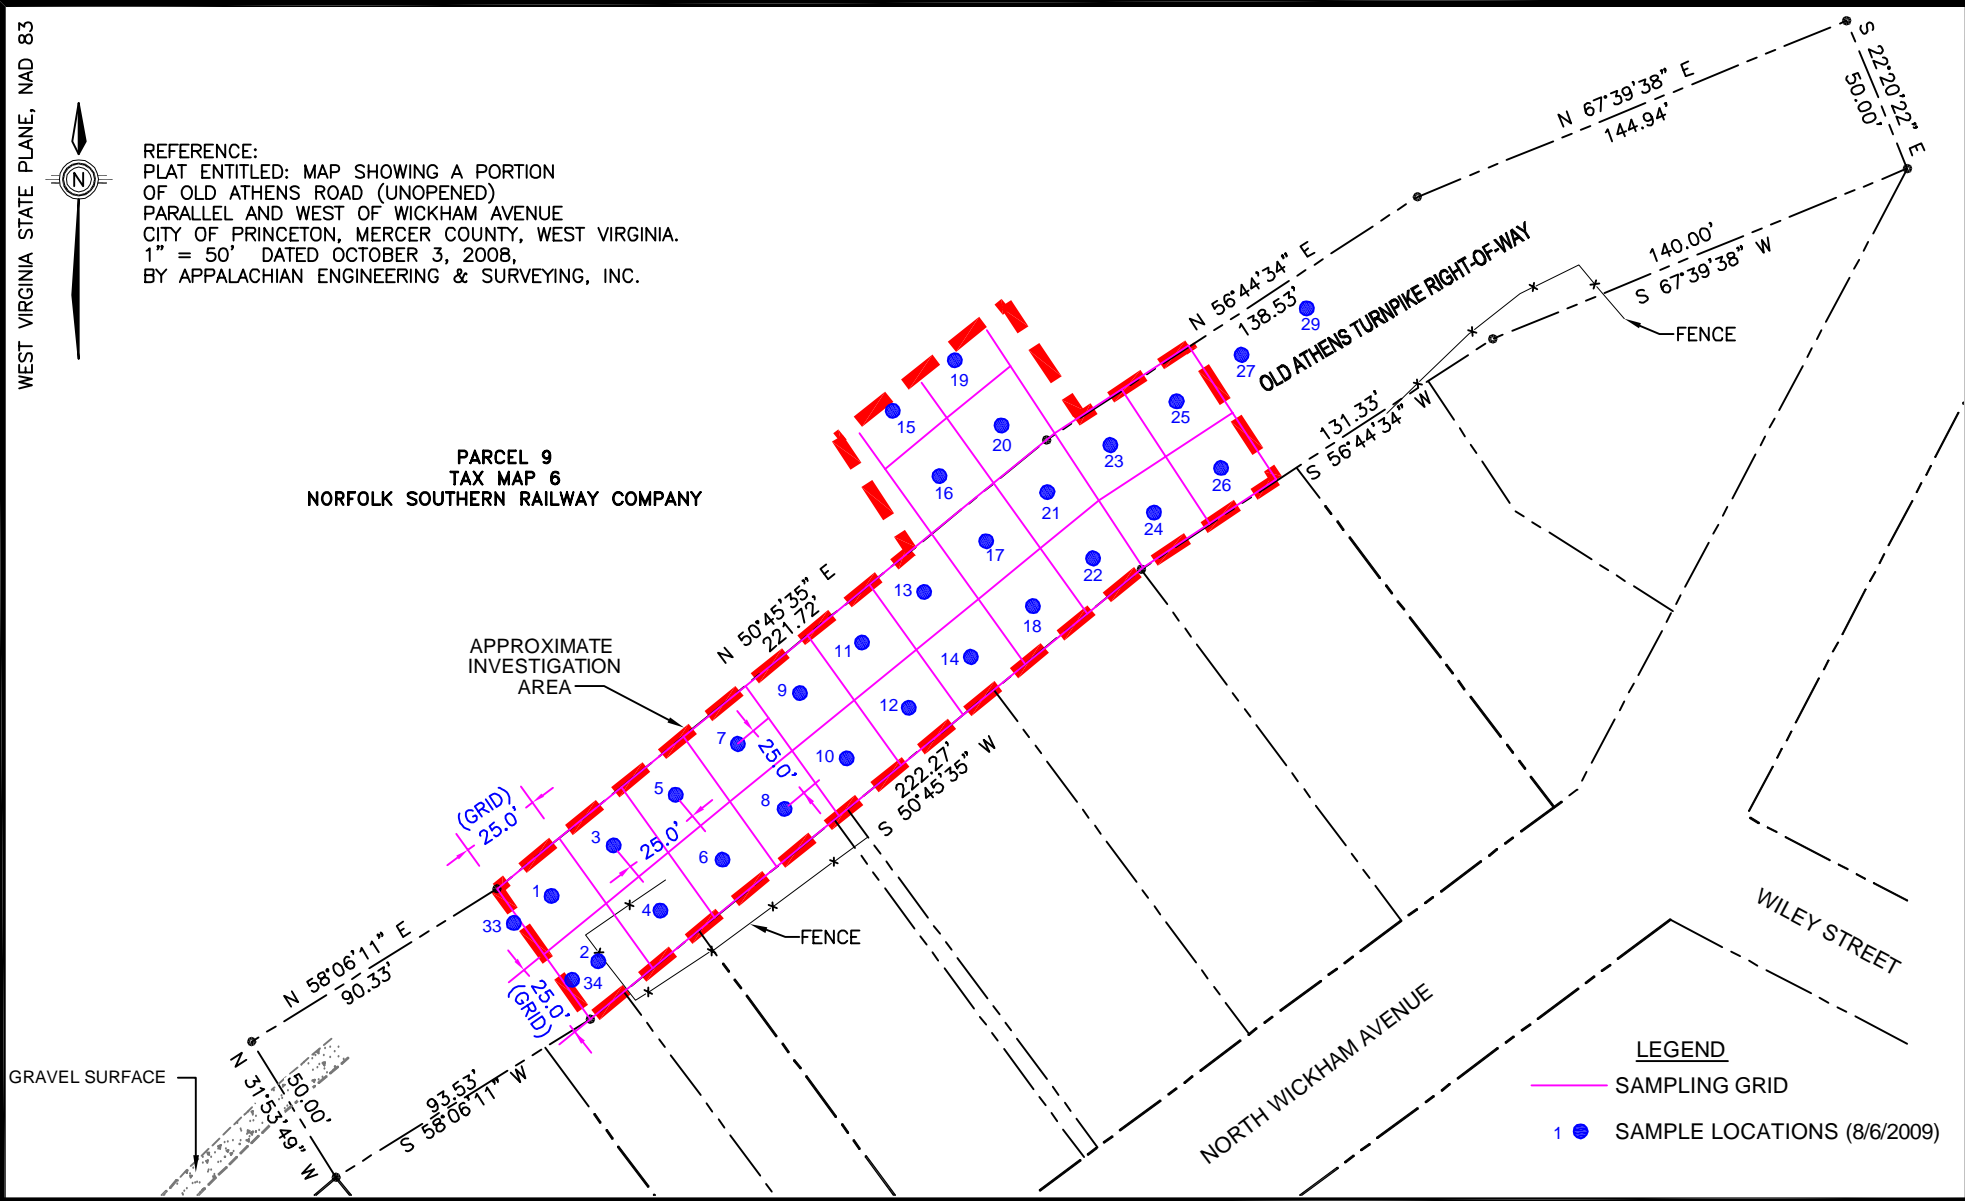 WEST VIRGINIA STATE PLANE, NAD 83
N
REFERENCE:
PLAT ENTITLED: MAP SHOWING A PORTION
OF OLD ATHENS ROAD (UNOPENED)
PARALLEL AND WEST OF WICKHAM AVENUE
CITY OF PRINCETON, MERCER COUNTY, WEST VIRGINIA.
1" = 50' DATED OCTOBER 3, 2008,
BY APPALACHIAN ENGINEERING & SURVEYING, INC.
N 67°39'38" E
144.94'
S 22°20'22" E
50.00'
N 56°44'34" E
138.53'
OLD ATHENS TURNPIKE RIGHT-OF-WAY
140.00'
S 67°39'38" W
FENCE
131.33'
S 56°44'34" W
PARCEL 9
TAX MAP 6
NORFOLK SOUTHERN RAILWAY COMPANY
29
27
19
15
25
20
23
16
26
21
24
17
22
13
18
11
14
9
12
7
10
5
8
3
6
1
4
33
2
34
N 50°45'35" E
221.72'
APPROXIMATE
INVESTIGATION
AREA
25.0'
222.27'
S 50°45'35" W
(GRID)
25.0'
25.0'
25.0'
(GRID)
FENCE
N 58°06'11" E
90.33'
GRAVEL SURFACE
N 31°53'49" W
50.00'
93.53'
S 58°06'11" W
WILEY STREET
NORTH WICKHAM AVENUE
LEGEND
SAMPLING GRID
1 SAMPLE LOCATIONS (8/6/2009)